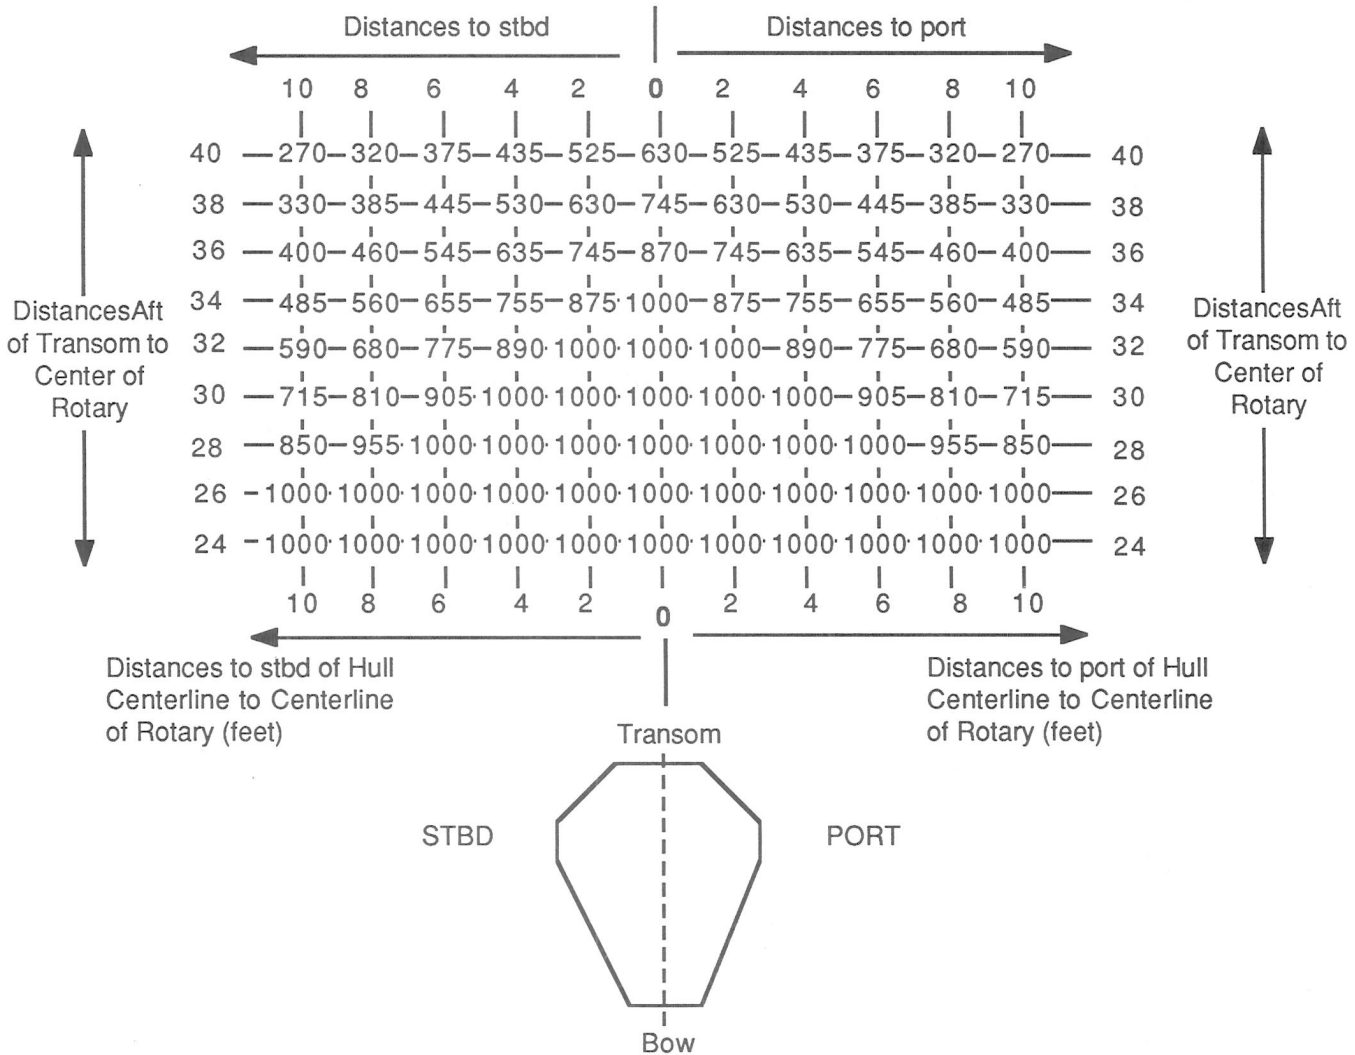 Distances to stbd Distances to port
10 8 6 4 2 0 2 4 6 8 10
40 270 320 375 435 525 630 525 435 375 320 270 40
38 330 385 445 530 630 745 630 530 445 385 330 38
36 400 460 545 635 745 870 745 635 545 460 400 36
34 485 560 655 755 875 1000 875 755 655 560 485 34
32 590 680 775 890 1000 1000 1000 890 775 680 590 32
30 715 810 905 1000 1000 1000 1000 1000 905 810 715 30
28 850 955 1000 1000 1000 1000 1000 1000 1000 955 850 28
26 1000 1000 1000 1000 1000 1000 1000 1000 1000 1000 1000 26
24 1000 1000 1000 1000 1000 1000 1000 1000 1000 1000 1000 24
10 8 6 4 2 0 2 4 6 8 10
DistancesAft
of Transom to
Center of
Rotary
DistancesAft
of Transom to
Center of
Rotary
Distances to stbd of Hull
Centerline to Centerline
of Rotary (feet)
Distances to port of Hull
Centerline to Centerline
of Rotary (feet)
Transom
STBD
PORT
Bow